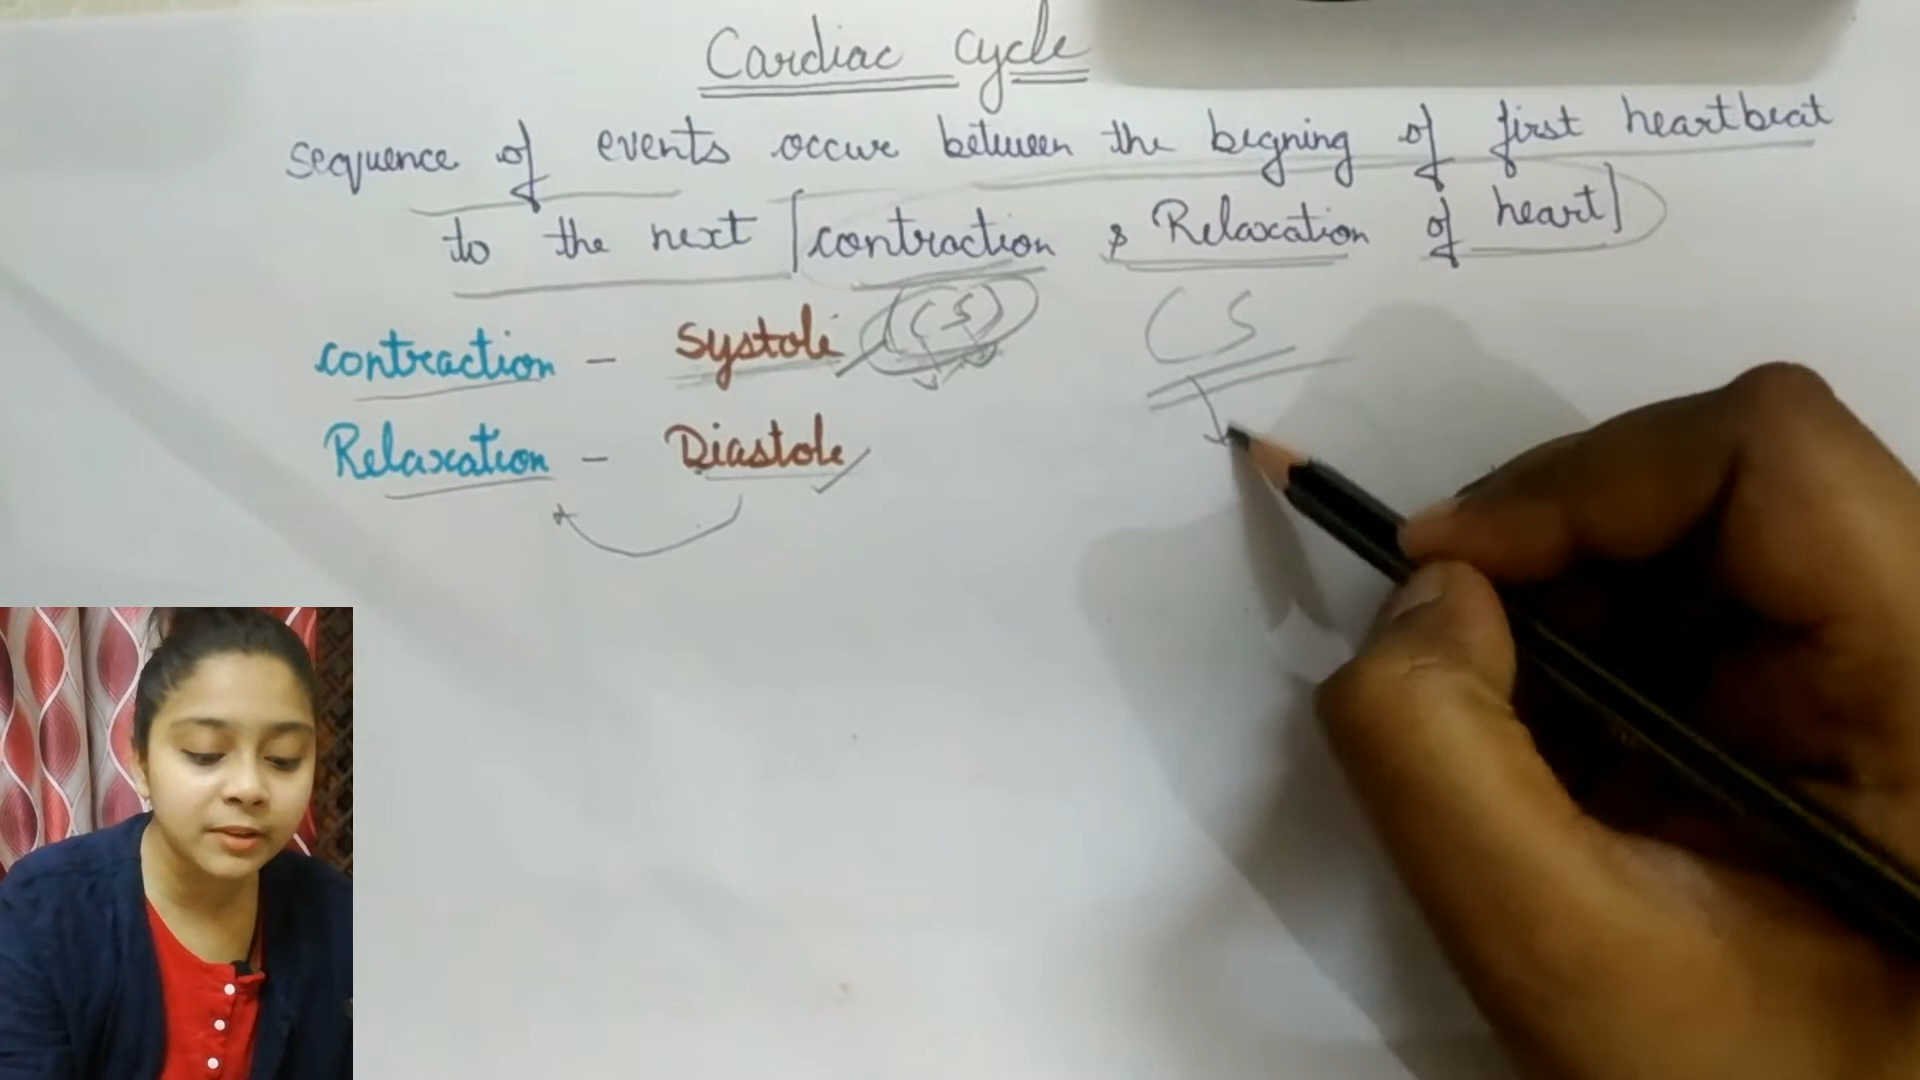 Cardiac Cycle
sequence of events occur between the begning of first heartbeat
to the next [contraction & Relaxation of heart]
contraction - Systole (CS) CS
Relaxation - Diastole